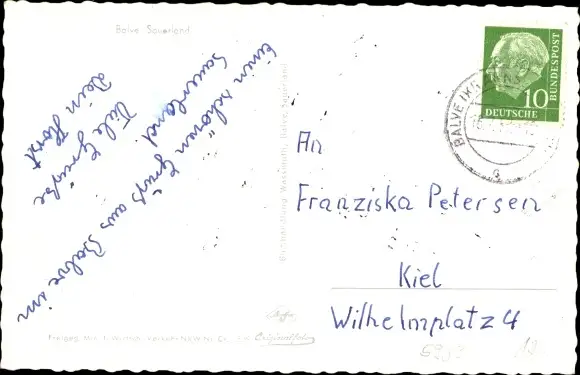 Balve Sauerland
einen schönen Gruß aus Balve im
Sauerland
Viele Grüße
Dein Horst
An
Franziska Petersen
Kiel
Wilhelmplatz 4
10
DEUTSCHE
BUNDESPOST
BALVE
Originalfoto